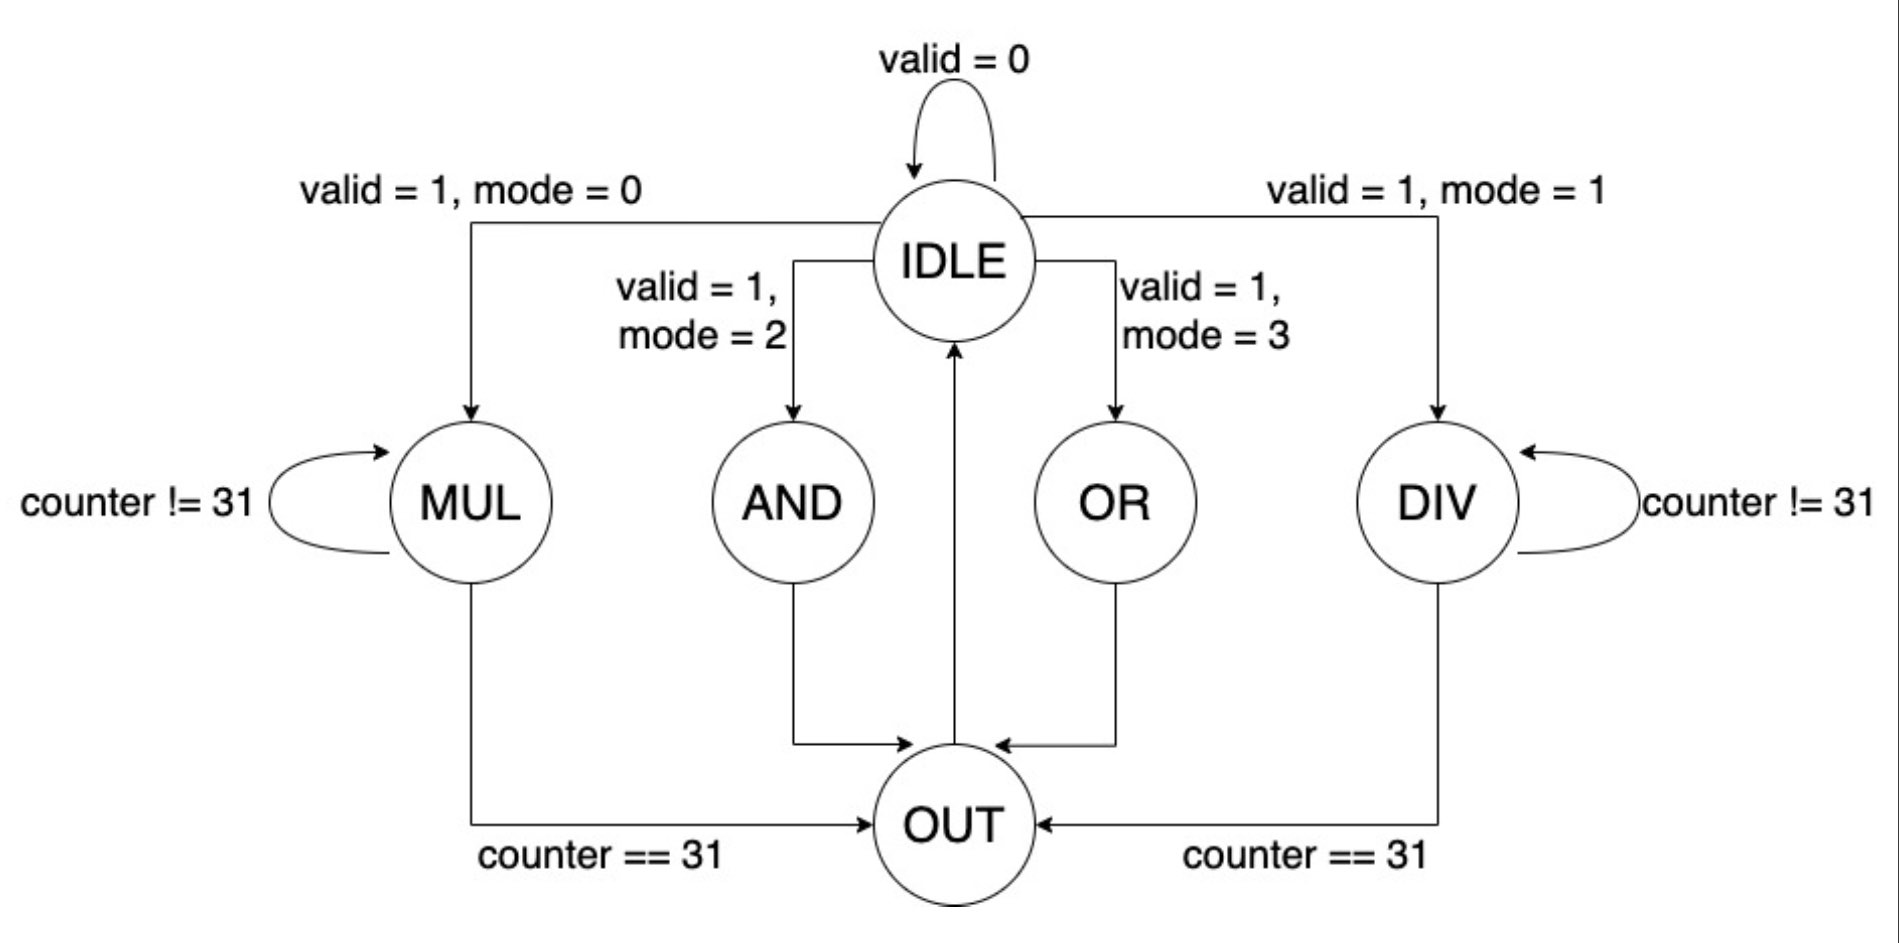 valid = 0
valid = 1, mode = 0
valid = 1, mode = 1
IDLE
valid = 1,
mode = 2
valid = 1,
mode = 3
counter != 31
MUL
AND
OR
DIV
counter != 31
OUT
counter == 31
counter == 31